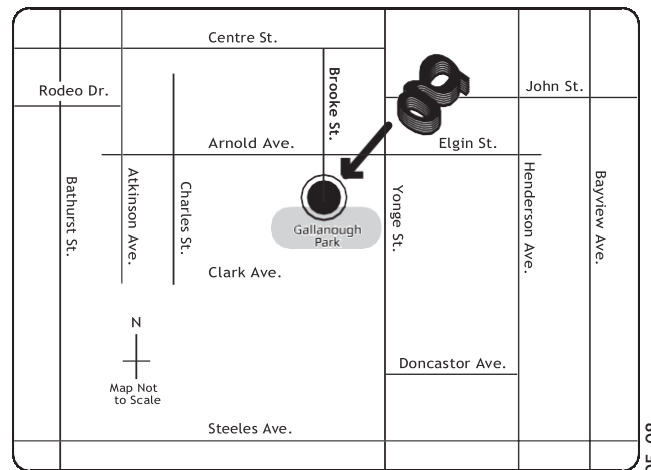 Centre St.
Rodeo Dr.
Brooke St.
John St.
Arnold Ave.
Elgin St.
Bathurst St.
Atkinson Ave.
Charles St.
Yonge St.
Henderson Ave.
Bayview Ave.
Gallanough
Park
Clark Ave.
N
Map Not
to Scale
Doncastor Ave.
Steeles Ave.